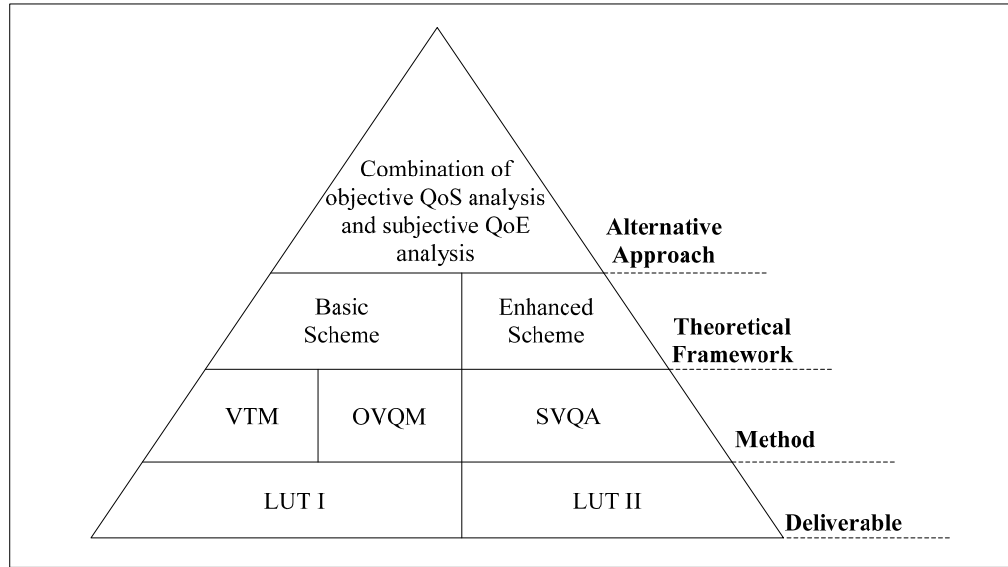 Combination of
objective QoS analysis
and subjective QoE
analysis
Alternative
Approach
Basic
Scheme
Enhanced
Scheme
Theoretical
Framework
VTM
OVQM
SVQA
Method
LUT I
LUT II
Deliverable